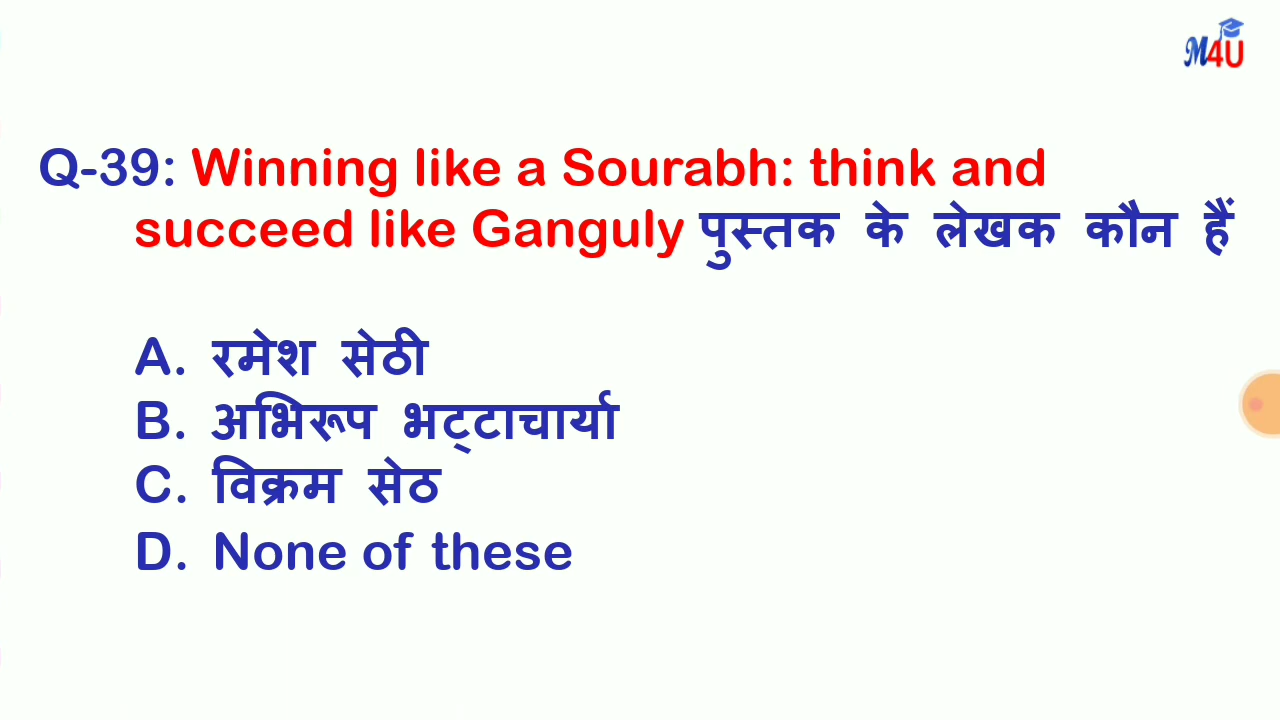 M4U
Q-39: Winning like a Sourabh: think and
succeed like Ganguly पुस्तक के लेखक कौन हैं
A. रमेश सेठी
B. अभिरूप भट्टाचार्या
C. विक्रम सेठ
D. None of these